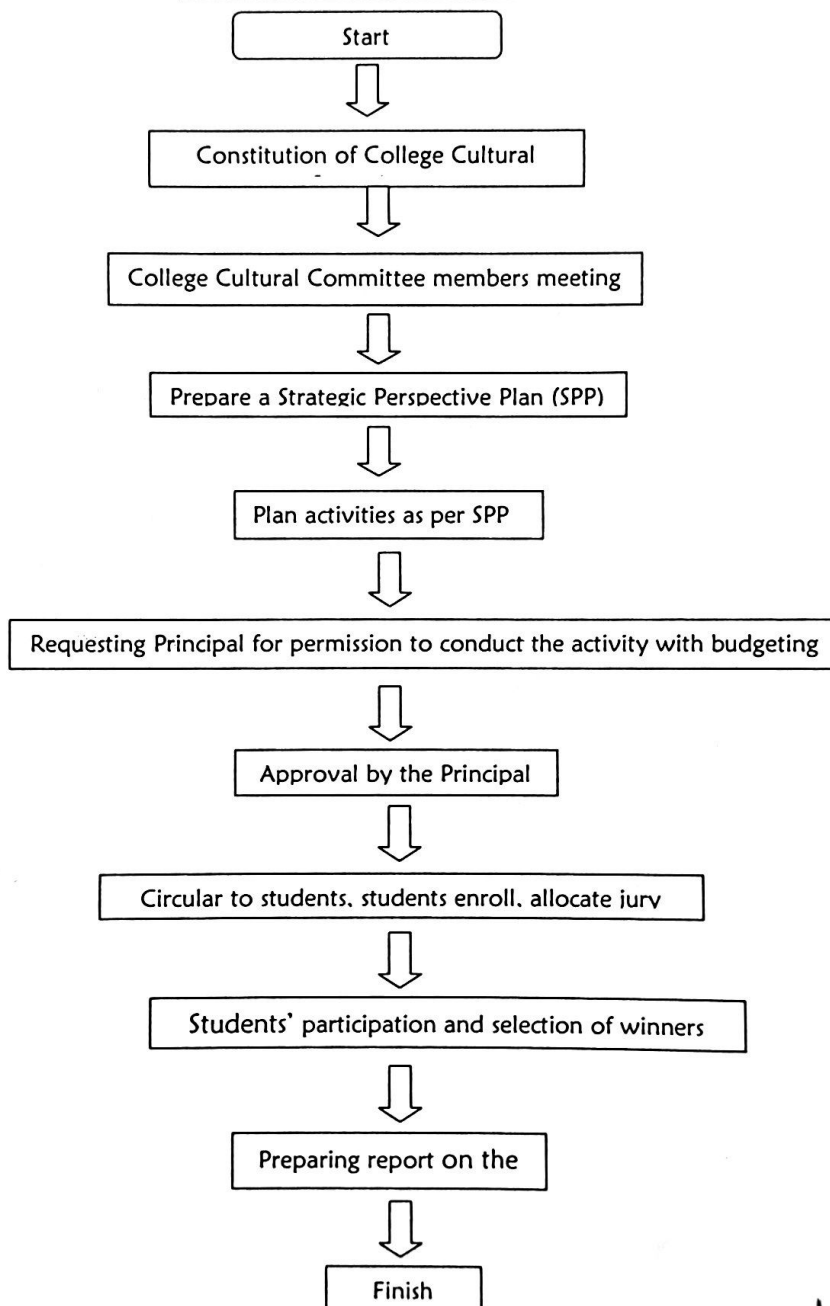 Start
Constitution of College Cultural
College Cultural Committee members meeting
Prepare a Strategic Perspective Plan (SPP)
Plan activities as per SPP
Requesting Principal for permission to conduct the activity with budgeting
Approval by the Principal
Circular to students, students enroll, allocate jury
Students' participation and selection of winners
Preparing report on the
Finish